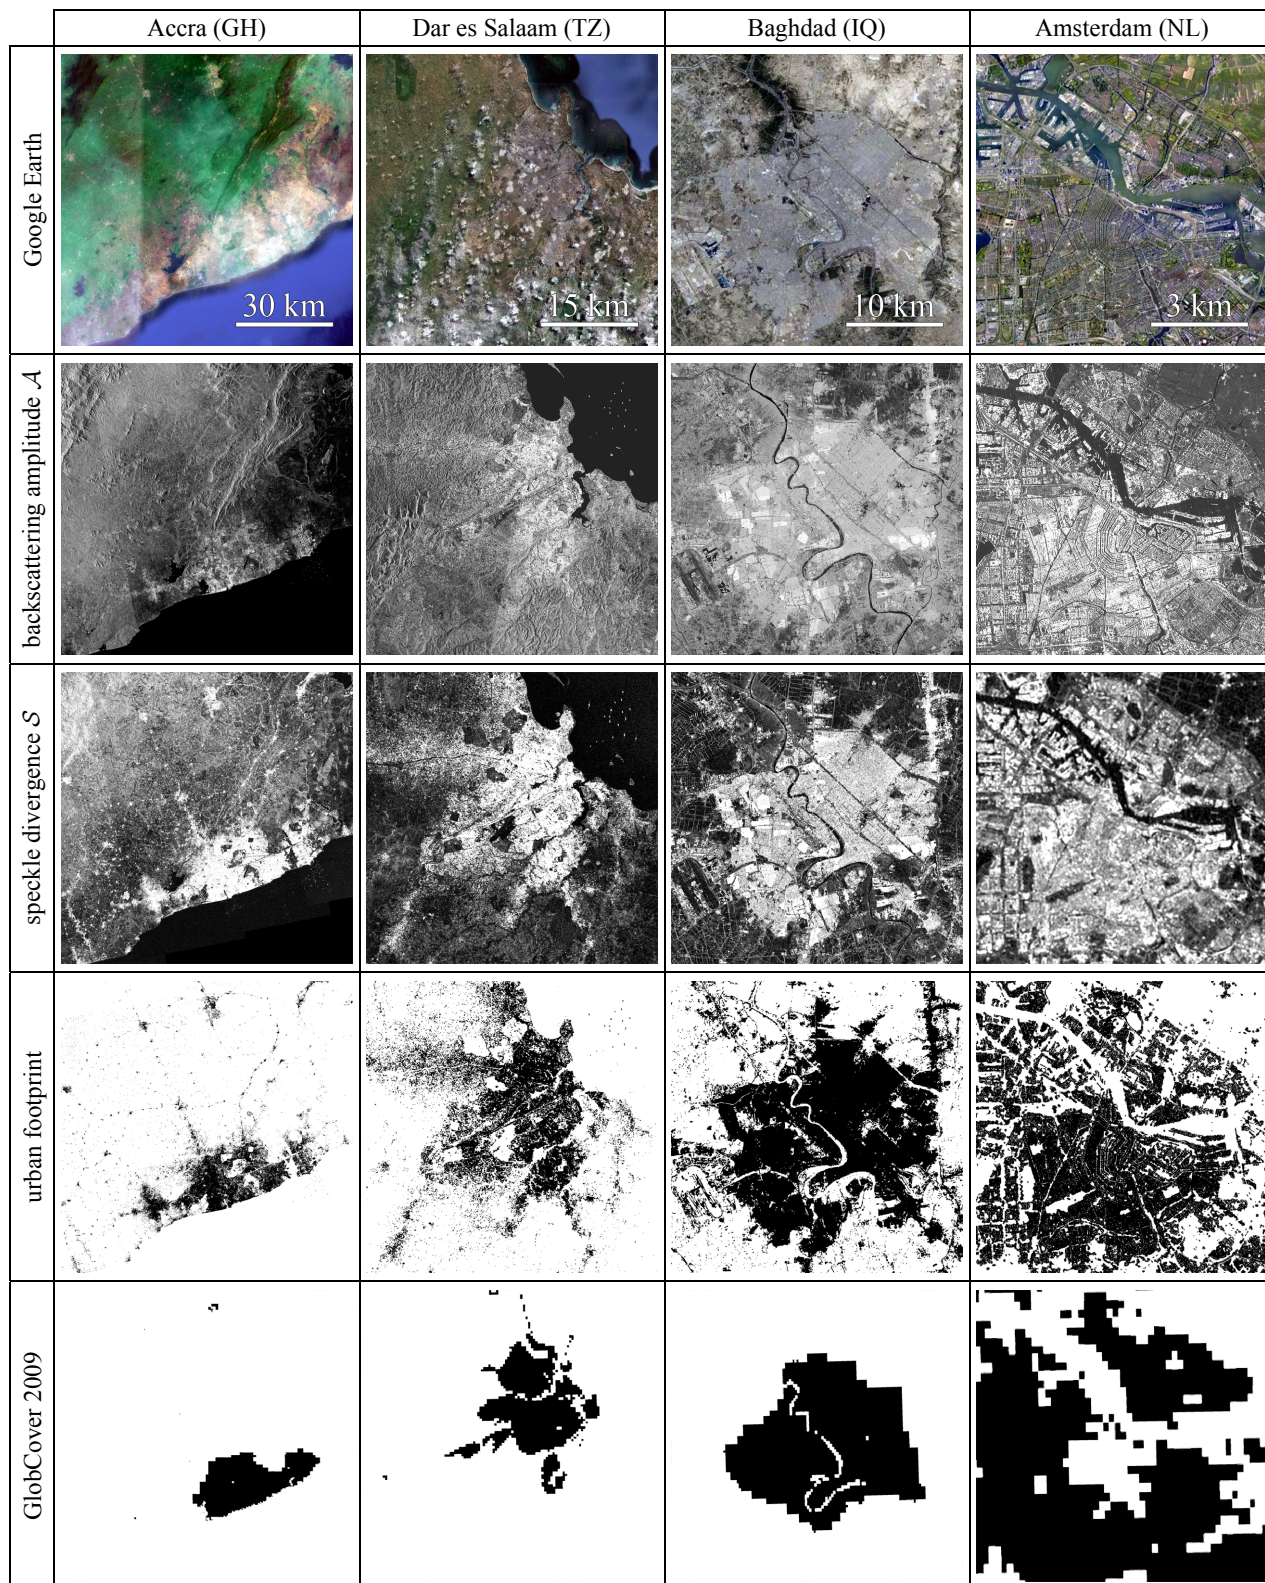 Accra (GH)
Dar es Salaam (TZ)
Baghdad (IQ)
Amsterdam (NL)
Google Earth
30 km
15 km
10 km
3 km
backscattering amplitude 𝒜
speckle divergence 𝒮
urban footprint
GlobCover 2009